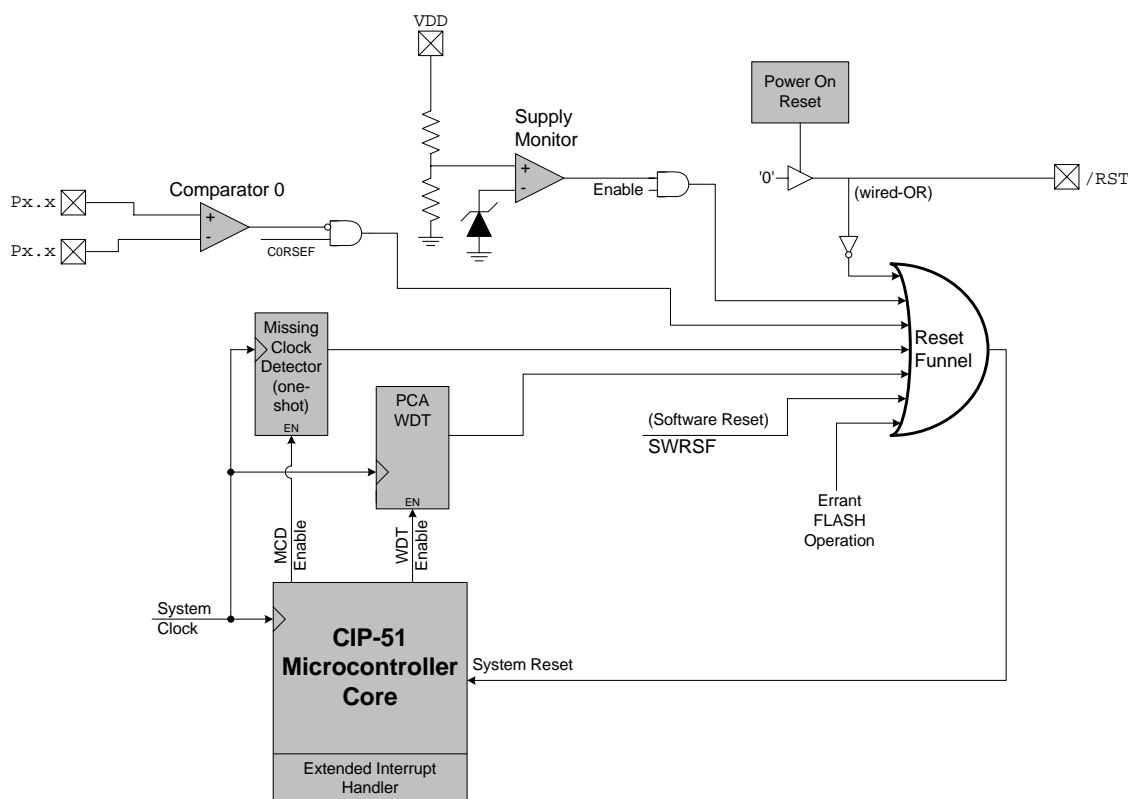 VDD
Power On
Reset
Supply
Monitor
+
-
Enable
'0'
(wired-OR)
/RST
Comparator 0
Px.x
Px.x
+
-
C0RSEF
Missing
Clock
Detector
(one-
shot)
EN
PCA
WDT
EN
Reset
Funnel
(Software Reset)
SWRSF
Errant
FLASH
Operation
MCD
Enable
WDT
Enable
System
Clock
CIP-51
Microcontroller
Core
System Reset
Extended Interrupt
Handler